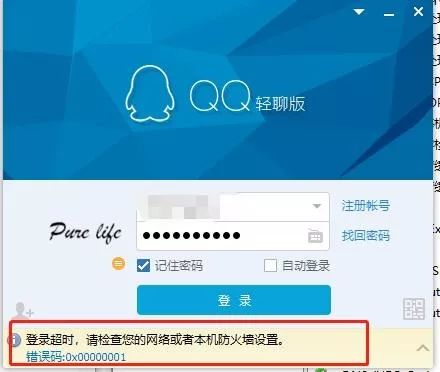 QQ轻聊版
注册帐号
Pure life
●●●●●●●●●●
找回密码
记住密码
自动登录
登 录
登录超时，请检查您的网络或者本机防火墙设置。
错误码:0x00000001